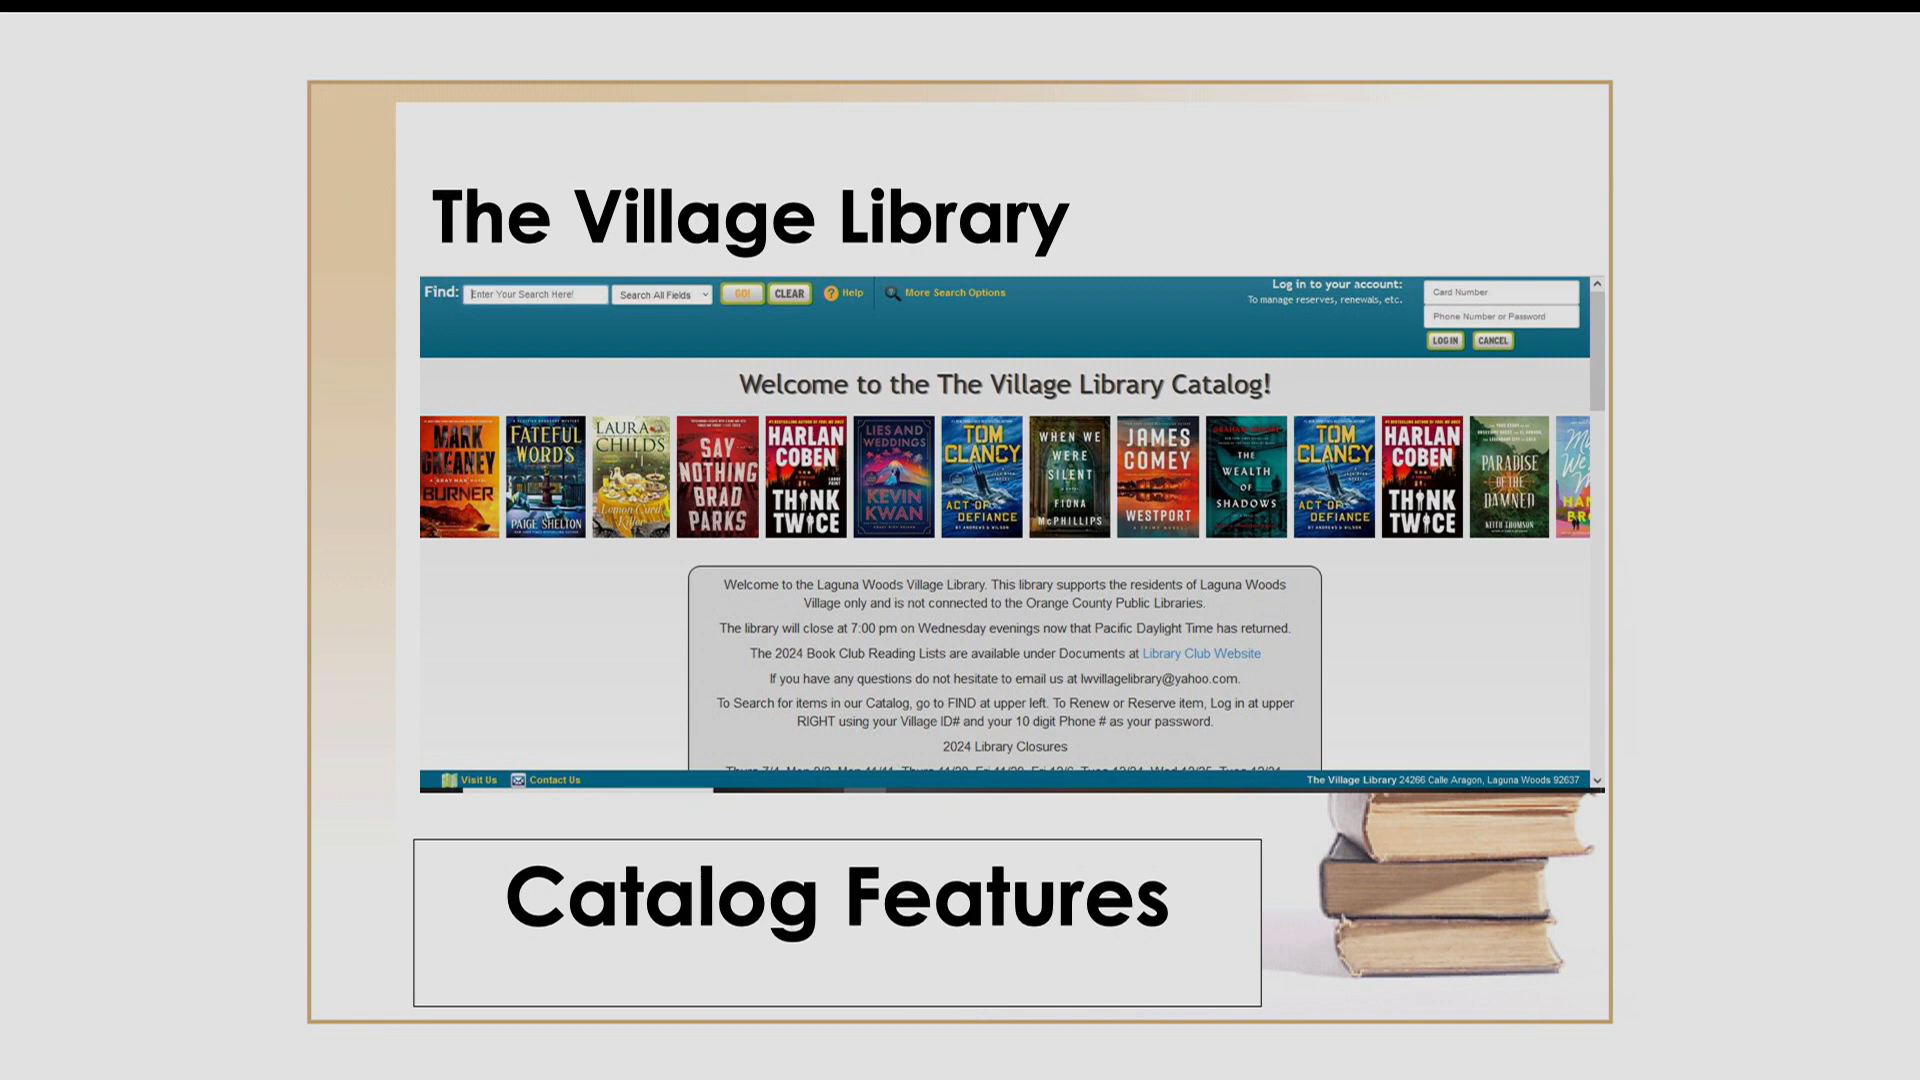 The Village Library
Find: Enter Your Search Here! Search All Fields GO! CLEAR Help More Search Options
Log in to your account:
To manage reserves, renewals, etc.
Card Number
Phone Number or Password
LOG IN CANCEL
Welcome to the The Village Library Catalog!
MARK GREANEY
BURNER
FATEFUL WORDS
PAIGE SHELTON
LAURA CHILDS
Lemon Curd Killer
SAY NOTHING
BRAD PARKS
HARLAN COBEN
THINK TWICE
LIES AND WEDDINGS
KEVIN KWAN
TOM CLANCY
ACT OF DEFIANCE
WHEN WE WERE SILENT
FIONA McPHILLIPS
JAMES COMEY
WESTPORT
GRAHAM MOORE
THE WEALTH OF SHADOWS
TOM CLANCY
ACT OF DEFIANCE
HARLAN COBEN
THINK TWICE
PARADISE OF THE DAMNED
KEITH THOMSON
Welcome to the Laguna Woods Village Library. This library supports the residents of Laguna Woods
Village only and is not connected to the Orange County Public Libraries.
The library will close at 7:00 pm on Wednesday evenings now that Pacific Daylight Time has returned.
The 2024 Book Club Reading Lists are available under Documents at Library Club Website
If you have any questions do not hesitate to email us at lwvillagelibrary@yahoo.com.
To Search for items in our Catalog, go to FIND at upper left. To Renew or Reserve item, Log in at upper
RIGHT using your Village ID# and your 10 digit Phone # as your password.
2024 Library Closures
Visit Us Contact Us
The Village Library 24266 Calle Aragon, Laguna Woods 92637
Catalog Features